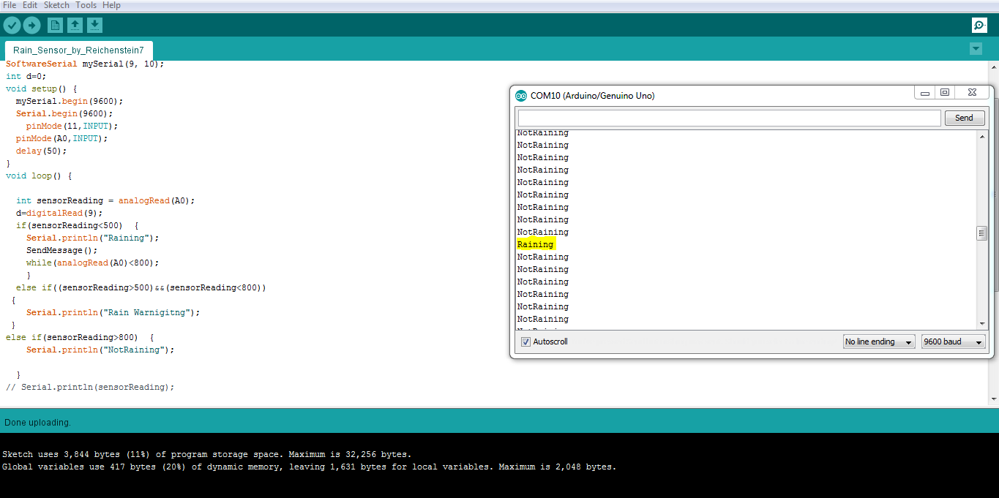 File Edit Sketch Tools Help
Rain_Sensor_by_Reichenstein7
SoftwareSerial mySerial(9, 10);
int d=0;
void setup() {
mySerial.begin(9600);
Serial.begin(9600);
pinMode(11,INPUT);
pinMode(A0,INPUT);
delay(50);
}
void loop() {
int sensorReading = analogRead(A0);
d=digitalRead(9);
if(sensorReading<500) {
Serial.println("Raining");
SendMessage();
while(analogRead(A0)<800);
}
else if((sensorReading>500)&&(sensorReading<800))
{
Serial.println("Rain Warnigitng");
}
else if(sensorReading>800) {
Serial.println("NotRaining");
}
// Serial.println(sensorReading);
COM10 (Arduino/Genuino Uno)
Send
NotRaining
NotRaining
NotRaining
NotRaining
NotRaining
NotRaining
NotRaining
NotRaining
NotRaining
Raining
NotRaining
NotRaining
NotRaining
NotRaining
NotRaining
NotRaining
Autoscroll
No line ending
9600 baud
Done uploading.
Sketch uses 3,844 bytes (11%) of program storage space. Maximum is 32,256 bytes.
Global variables use 417 bytes (20%) of dynamic memory, leaving 1,631 bytes for local variables. Maximum is 2,048 bytes.